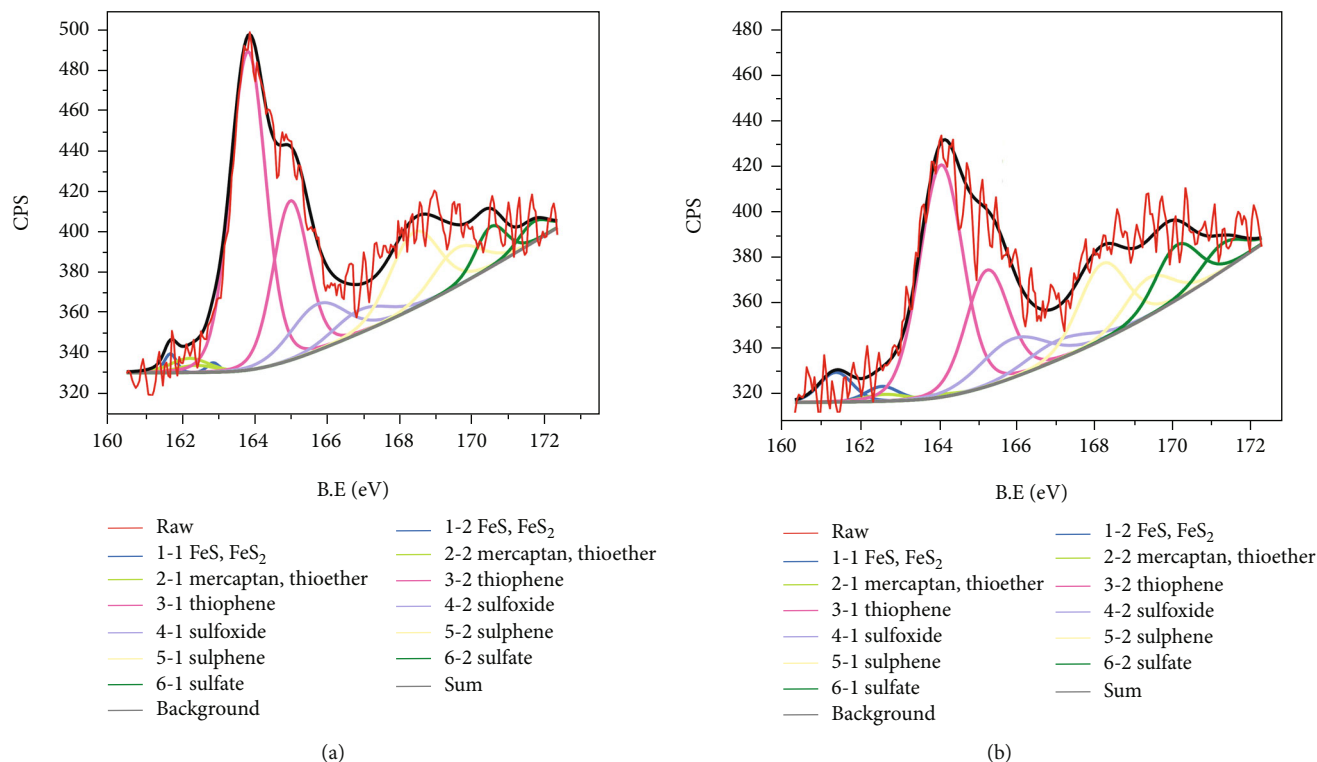 500
480
460
440
420
400
380
360
340
320
CPS
160 162 164 166 168 170 172
B.E (eV)
Raw
1-1 FeS, FeS₂
2-1 mercaptan, thioether
3-1 thiophene
4-1 sulfoxide
5-1 sulphene
6-1 sulfate
Background
1-2 FeS, FeS₂
2-2 mercaptan, thioether
3-2 thiophene
4-2 sulfoxide
5-2 sulphene
6-2 sulfate
Sum
(a)
480
460
440
420
400
380
360
340
320
CPS
160 162 164 166 168 170 172
B.E (eV)
Raw
1-1 FeS, FeS₂
2-1 mercaptan, thioether
3-1 thiophene
4-1 sulfoxide
5-1 sulphene
6-1 sulfate
Background
1-2 FeS, FeS₂
2-2 mercaptan, thioether
3-2 thiophene
4-2 sulfoxide
5-2 sulphene
6-2 sulfate
Sum
(b)